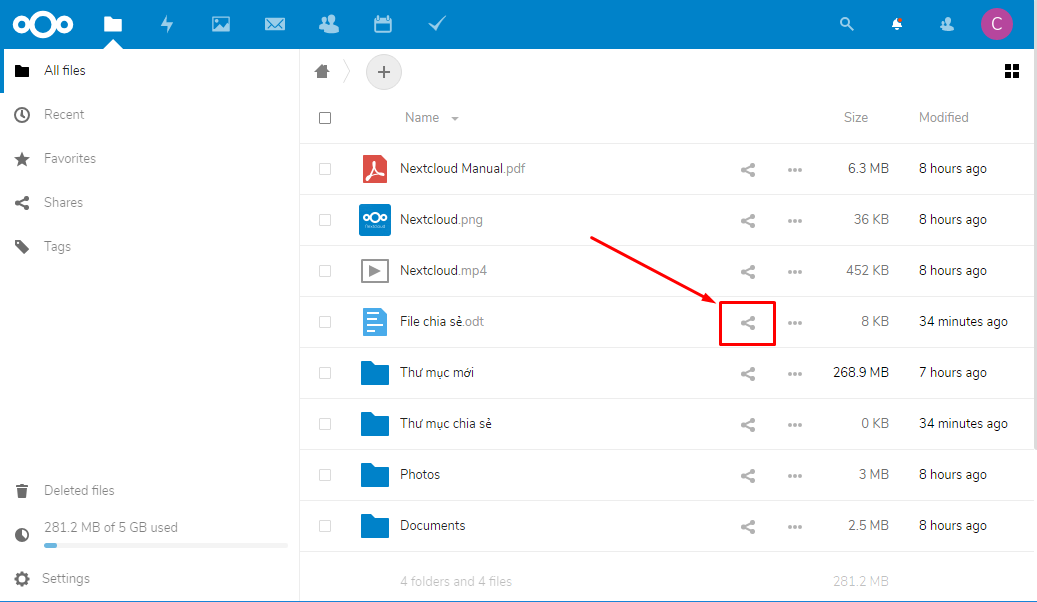 C
All files
Recent
Favorites
Shares
Tags
Deleted files
281.2 MB of 5 GB used
Settings
Name Size Modified
Nextcloud Manual.pdf 6.3 MB 8 hours ago
Nextcloud.png 36 KB 8 hours ago
Nextcloud.mp4 452 KB 8 hours ago
File chia sẻ.odt 8 KB 34 minutes ago
Thư mục mới 268.9 MB 7 hours ago
Thư mục chia sẻ 0 KB 34 minutes ago
Photos 3 MB 8 hours ago
Documents 2.5 MB 8 hours ago
4 folders and 4 files 281.2 MB